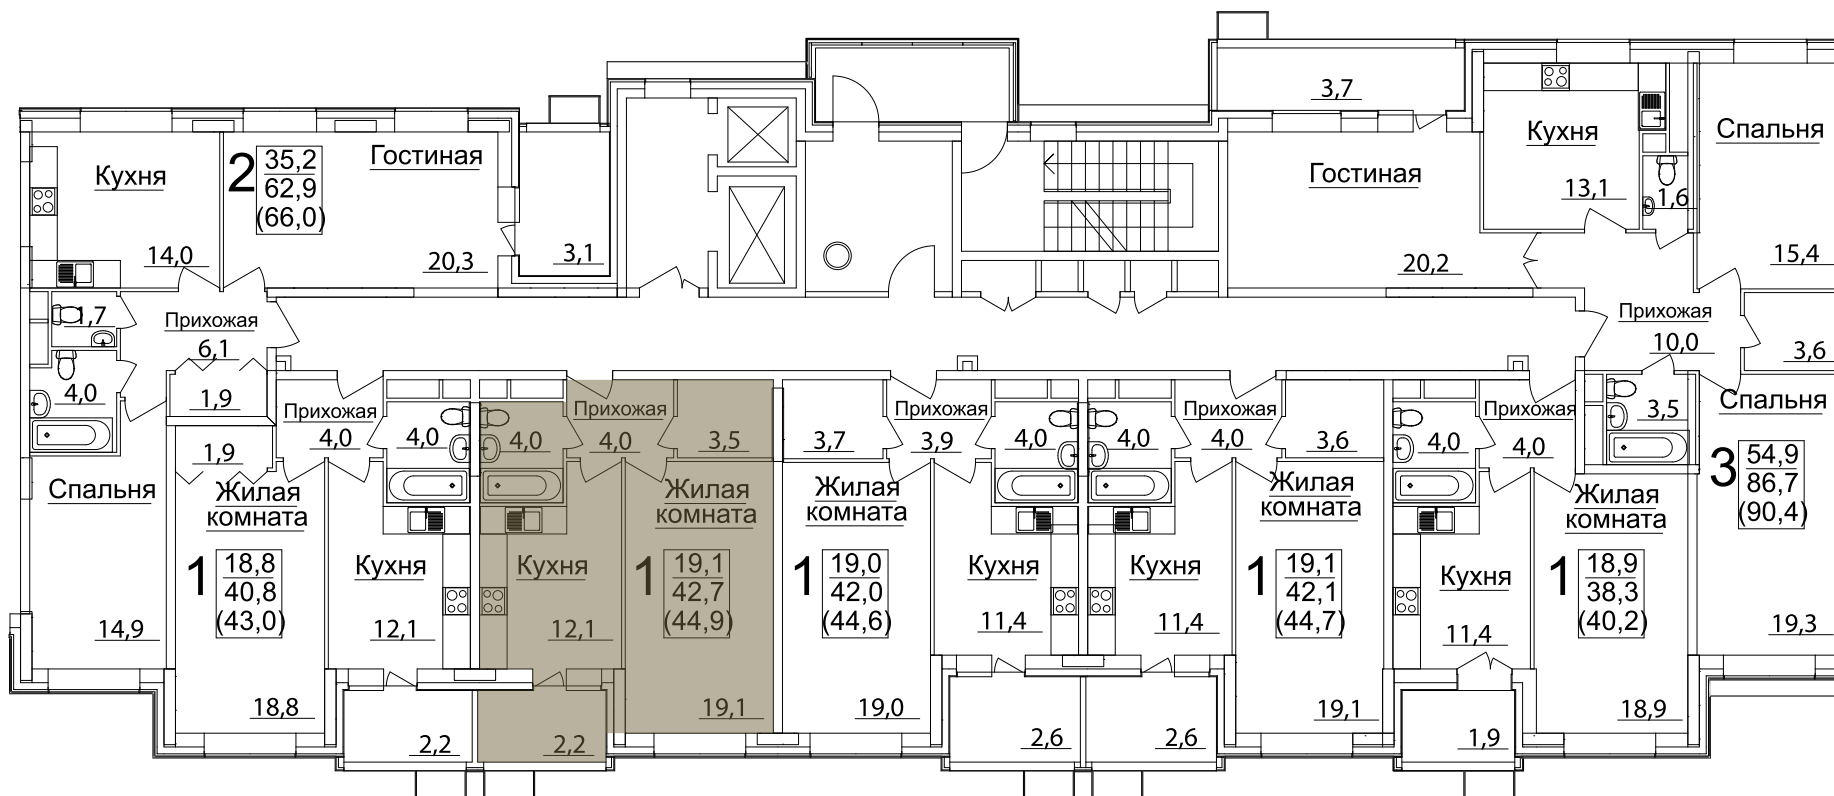 3,7
Кухня
Спальня
Гостиная
2
35,2
62,9
(66,0)
Кухня
Гостиная
13,1
1,6
14,0
20,3
3,1
20,2
15,4
1,7
Прихожая
6,1
Прихожая
10,0
3,6
4,0
1,9
Прихожая
4,0
4,0
4,0
Прихожая
4,0
3,5
3,7
Прихожая
3,9
4,0
4,0
Прихожая
4,0
3,6
4,0
Прихожая
4,0
3,5
Спальня
1,9
3
54,9
86,7
(90,4)
Спальня
Жилая
комната
Жилая
комната
Жилая
комната
Жилая
комната
Жилая
комната
1
18,8
40,8
(43,0)
Кухня
Кухня
1
19,1
42,7
(44,9)
1
19,0
42,0
(44,6)
Кухня
Кухня
1
19,1
42,1
(44,7)
Кухня
1
18,9
38,3
(40,2)
14,9
12,1
12,1
11,4
11,4
11,4
19,3
18,8
19,1
19,0
19,1
18,9
2,2
2,2
2,6
2,6
1,9